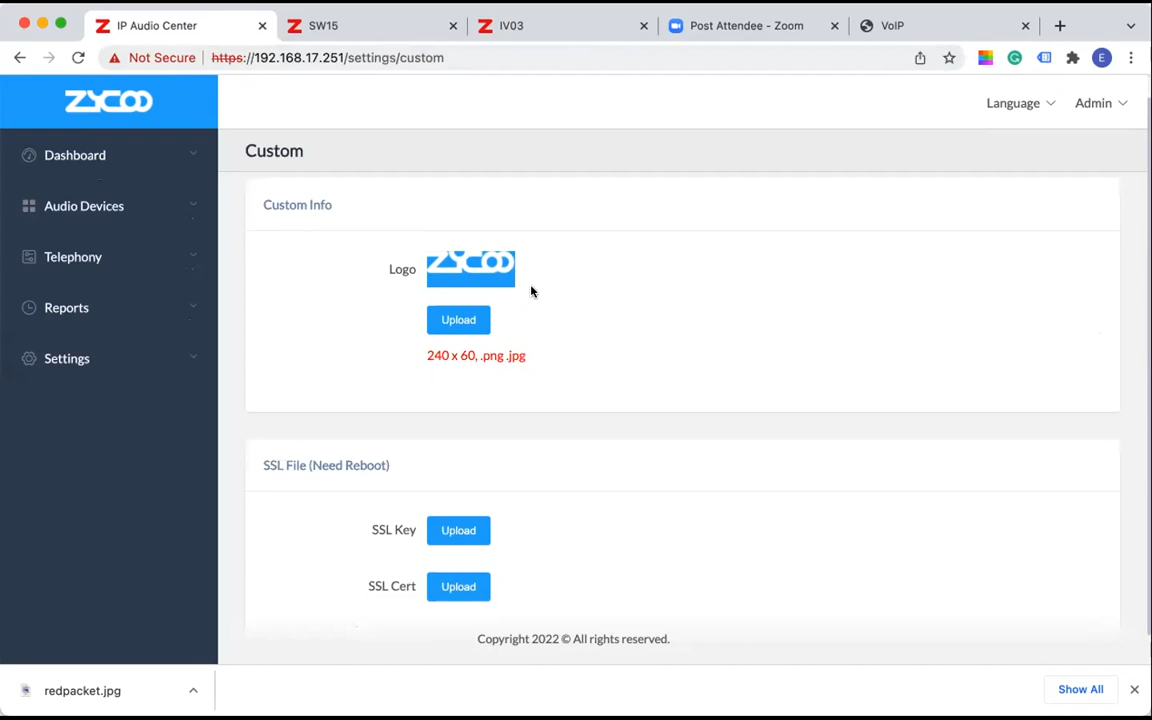 IP Audio Center
SW15
IV03
Post Attendee - Zoom
VoIP
Not Secure
https://192.168.17.251/settings/custom
E
ZYCOO
Language
Admin
Dashboard
Audio Devices
Telephony
Reports
Settings
Custom
Custom Info
Logo
ZYCOO
Upload
240 x 60, .png .jpg
SSL File (Need Reboot)
SSL Key
Upload
SSL Cert
Upload
Copyright 2022 © All rights reserved.
redpacket.jpg
Show All